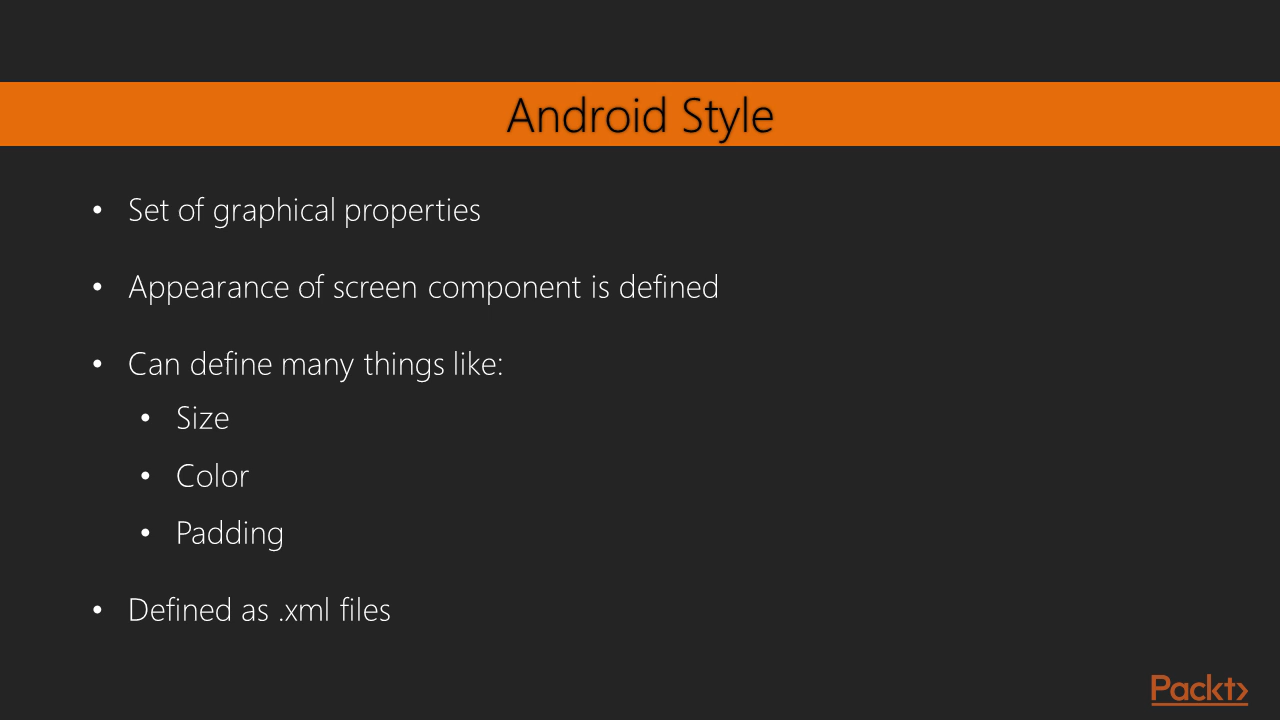 Android Style
• Set of graphical properties
• Appearance of screen component is defined
• Can define many things like:
• Size
• Color
• Padding
• Defined as .xml files
Packt>